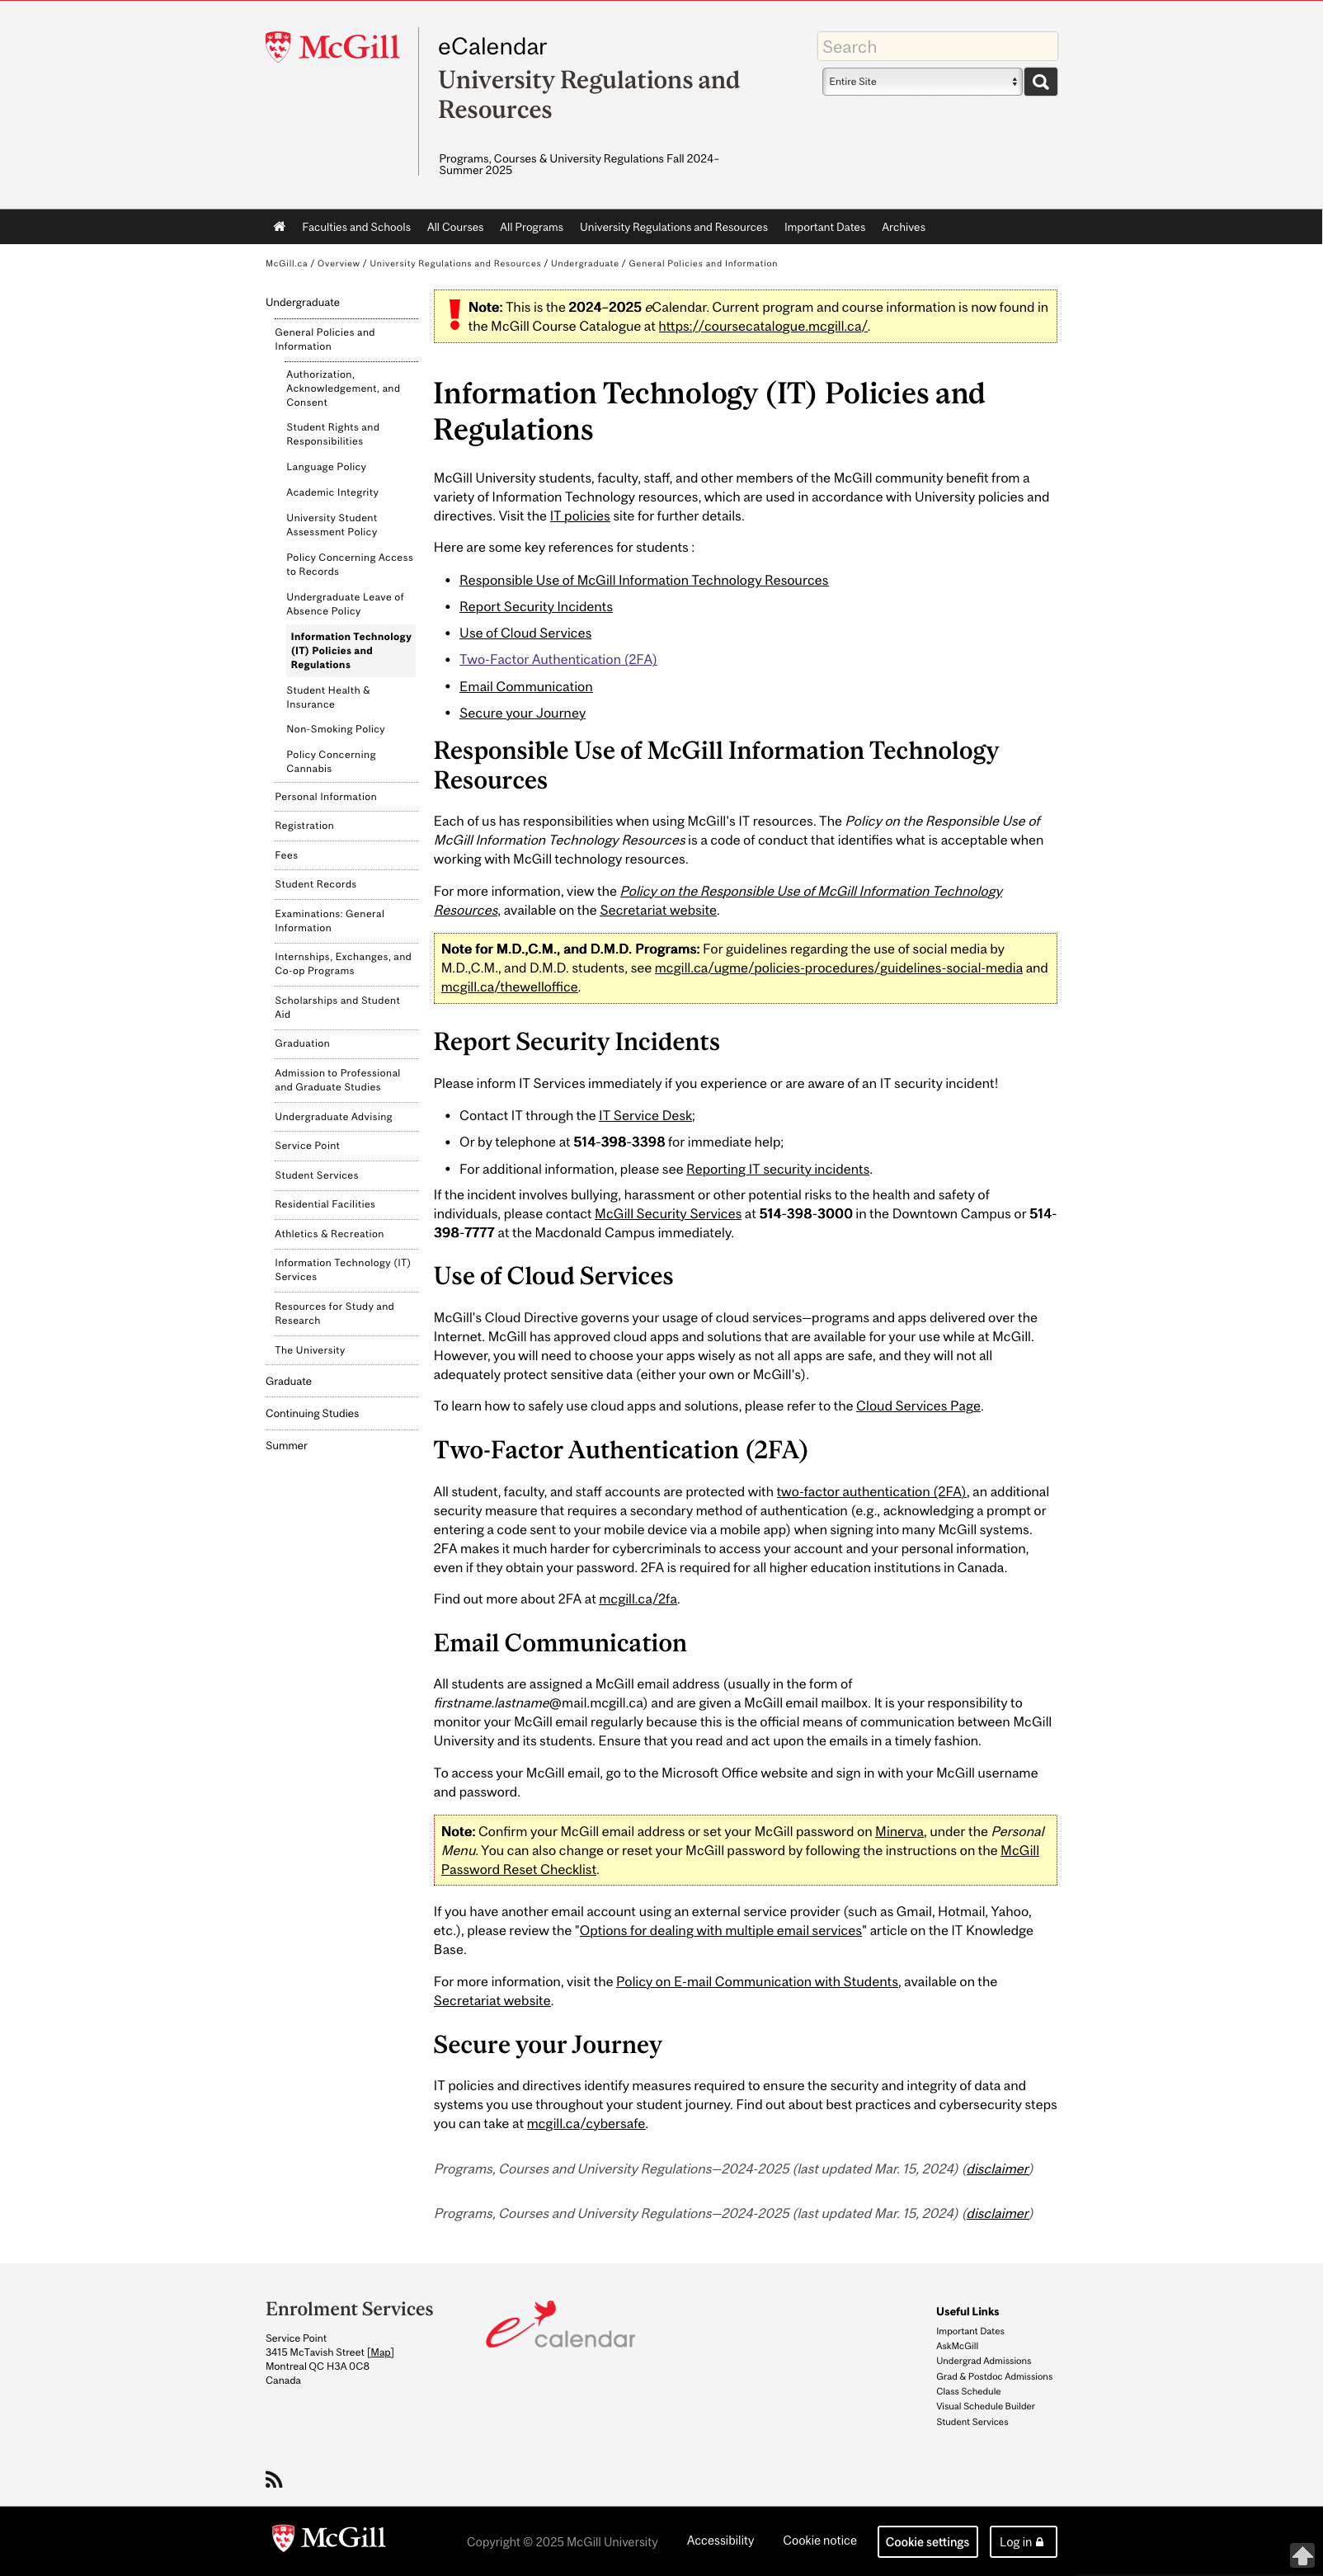 McGill
eCalendar
University Regulations and
Resources
Programs, Courses & University Regulations Fall 2024–
Summer 2025
Search
Entire Site
Faculties and Schools All Courses All Programs University Regulations and Resources Important Dates Archives
McGill.ca / Overview / University Regulations and Resources / Undergraduate / General Policies and Information
Undergraduate
General Policies and
Information
Authorization,
Acknowledgement, and
Consent
Student Rights and
Responsibilities
Language Policy
Academic Integrity
University Student
Assessment Policy
Policy Concerning Access
to Records
Undergraduate Leave of
Absence Policy
Information Technology
(IT) Policies and
Regulations
Student Health &
Insurance
Non-Smoking Policy
Policy Concerning
Cannabis
Personal Information
Registration
Fees
Student Records
Examinations: General
Information
Internships, Exchanges, and
Co-op Programs
Scholarships and Student
Aid
Graduation
Admission to Professional
and Graduate Studies
Undergraduate Advising
Service Point
Student Services
Residential Facilities
Athletics & Recreation
Information Technology (IT)
Services
Resources for Study and
Research
The University
Graduate
Continuing Studies
Summer
Note: This is the 2024–2025 eCalendar. Current program and course information is now found in
the McGill Course Catalogue at https://coursecatalogue.mcgill.ca/.
Information Technology (IT) Policies and
Regulations
McGill University students, faculty, staff, and other members of the McGill community benefit from a
variety of Information Technology resources, which are used in accordance with University policies and
directives. Visit the IT policies site for further details.
Here are some key references for students :
• Responsible Use of McGill Information Technology Resources
• Report Security Incidents
• Use of Cloud Services
• Two-Factor Authentication (2FA)
• Email Communication
• Secure your Journey
Responsible Use of McGill Information Technology
Resources
Each of us has responsibilities when using McGill's IT resources. The Policy on the Responsible Use of
McGill Information Technology Resources is a code of conduct that identifies what is acceptable when
working with McGill technology resources.
For more information, view the Policy on the Responsible Use of McGill Information Technology
Resources, available on the Secretariat website.
Note for M.D.,C.M., and D.M.D. Programs: For guidelines regarding the use of social media by
M.D.,C.M., and D.M.D. students, see mcgill.ca/ugme/policies-procedures/guidelines-social-media and
mcgill.ca/thewelloffice.
Report Security Incidents
Please inform IT Services immediately if you experience or are aware of an IT security incident!
• Contact IT through the IT Service Desk;
• Or by telephone at 514-398-3398 for immediate help;
• For additional information, please see Reporting IT security incidents.
If the incident involves bullying, harassment or other potential risks to the health and safety of
individuals, please contact McGill Security Services at 514-398-3000 in the Downtown Campus or 514-
398-7777 at the Macdonald Campus immediately.
Use of Cloud Services
McGill's Cloud Directive governs your usage of cloud services—programs and apps delivered over the
Internet. McGill has approved cloud apps and solutions that are available for your use while at McGill.
However, you will need to choose your apps wisely as not all apps are safe, and they will not all
adequately protect sensitive data (either your own or McGill's).
To learn how to safely use cloud apps and solutions, please refer to the Cloud Services Page.
Two-Factor Authentication (2FA)
All student, faculty, and staff accounts are protected with two-factor authentication (2FA), an additional
security measure that requires a secondary method of authentication (e.g., acknowledging a prompt or
entering a code sent to your mobile device via a mobile app) when signing into many McGill systems.
2FA makes it much harder for cybercriminals to access your account and your personal information,
even if they obtain your password. 2FA is required for all higher education institutions in Canada.
Find out more about 2FA at mcgill.ca/2fa.
Email Communication
All students are assigned a McGill email address (usually in the form of
firstname.lastname@mail.mcgill.ca) and are given a McGill email mailbox. It is your responsibility to
monitor your McGill email regularly because this is the official means of communication between McGill
University and its students. Ensure that you read and act upon the emails in a timely fashion.
To access your McGill email, go to the Microsoft Office website and sign in with your McGill username
and password.
Note: Confirm your McGill email address or set your McGill password on Minerva, under the Personal
Menu. You can also change or reset your McGill password by following the instructions on the McGill
Password Reset Checklist.
If you have another email account using an external service provider (such as Gmail, Hotmail, Yahoo,
etc.), please review the "Options for dealing with multiple email services" article on the IT Knowledge
Base.
For more information, visit the Policy on E-mail Communication with Students, available on the
Secretariat website.
Secure your Journey
IT policies and directives identify measures required to ensure the security and integrity of data and
systems you use throughout your student journey. Find out about best practices and cybersecurity steps
you can take at mcgill.ca/cybersafe.
Programs, Courses and University Regulations—2024-2025 (last updated Mar. 15, 2024) (disclaimer)
Programs, Courses and University Regulations—2024-2025 (last updated Mar. 15, 2024) (disclaimer)
Enrolment Services
Service Point
3415 McTavish Street [Map]
Montreal QC H3A 0C8
Canada
e calendar
Useful Links
Important Dates
AskMcGill
Undergrad Admissions
Grad & Postdoc Admissions
Class Schedule
Visual Schedule Builder
Student Services
McGill
Copyright © 2025 McGill University Accessibility Cookie notice Cookie settings Log in